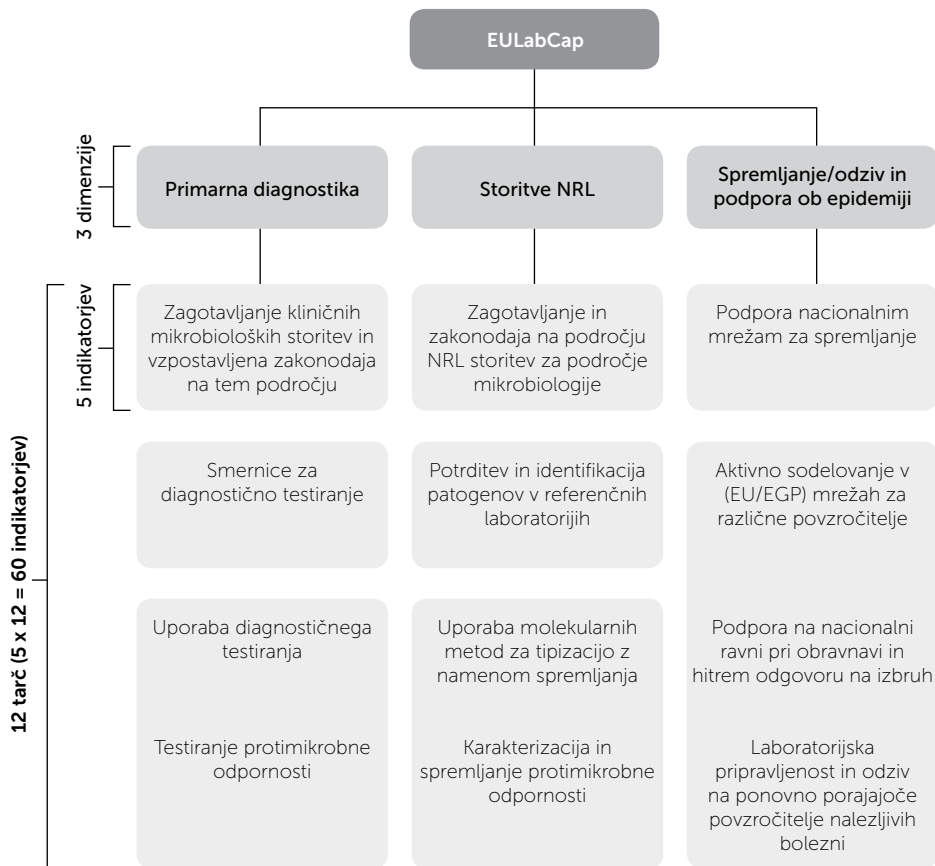 EULabCap
3 dimenzije
Primarna diagnostika
Storitve NRL
Spremljanje/odziv in
podpora ob epidemiji
12 tarč (5 x 12 = 60 indikatorjev)
5 indikatorjev
Zagotavljanje kliničnih
mikrobioloških storitev in
vzpostavljena zakonodaja
na tem področju
Zagotavljanje in
zakonodaja na področju
NRL storitev za področje
mikrobiologije
Podpora nacionalnim
mrežam za spremljanje
Smernice za
diagnostično testiranje
Potrditev in identifikacija
patogenov v referenčnih
laboratorijih
Aktivno sodelovanje v
(EU/EGP) mrežah za
različne povzročitelje
Uporaba diagnostičnega
testiranja
Uporaba molekularnih
metod za tipizacijo z
namenom spremljanja
Podpora na nacionalni
ravni pri obravnavi in
hitrem odgovoru na izbruh
Testiranje protimikrobne
odpornosti
Karakterizacija in
spremljanje protimikrobne
odpornosti
Laboratorijska
pripravljenost in odziv
na ponovno porajajoče
povzročitelje nalezljivih
bolezni